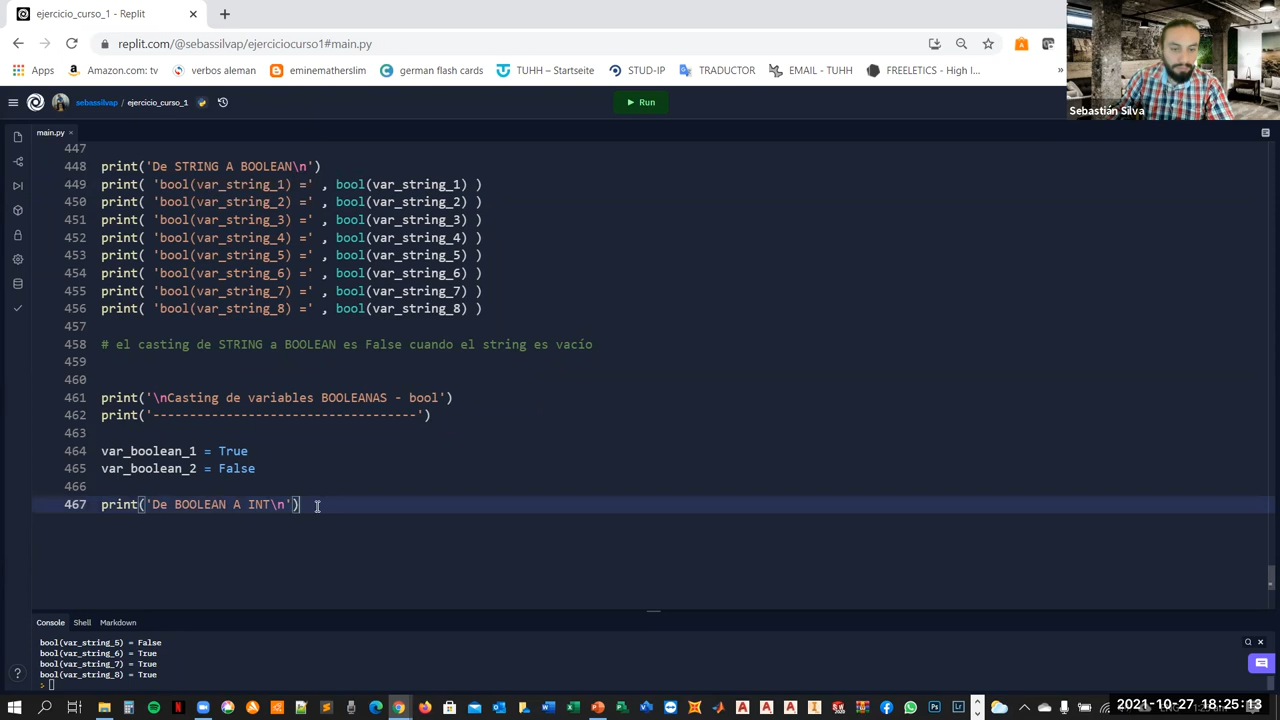 ejercicio_curso_1 - Replit
replit.com/@sebassilvap/ejerciciocurso1#main.py
Apps Amazon.com: tv verbos aleman eminematherslim german flash cards TUHH – Startseite STUD-IP TRADUCTOR EMAIL - TUHH FREELETICS - High I... »
Sebastián Silva
sebassilvap / ejercicio_curso_1 Run
main.py
447
448 print('De STRING A BOOLEAN\n')
449 print( 'bool(var_string_1) =' , bool(var_string_1) )
450 print( 'bool(var_string_2) =' , bool(var_string_2) )
451 print( 'bool(var_string_3) =' , bool(var_string_3) )
452 print( 'bool(var_string_4) =' , bool(var_string_4) )
453 print( 'bool(var_string_5) =' , bool(var_string_5) )
454 print( 'bool(var_string_6) =' , bool(var_string_6) )
455 print( 'bool(var_string_7) =' , bool(var_string_7) )
456 print( 'bool(var_string_8) =' , bool(var_string_8) )
457
458 # el casting de STRING a BOOLEAN es False cuando el string es vacío
459
460
461 print('\nCasting de variables BOOLEANAS - bool')
462 print('------------------------------------')
463
464 var_boolean_1 = True
465 var_boolean_2 = False
466
467 print('De BOOLEAN A INT\n')
Console Shell Markdown
bool(var_string_5) = False
bool(var_string_6) = True
bool(var_string_7) = True
bool(var_string_8) = True
2021-10-27 18:25:13